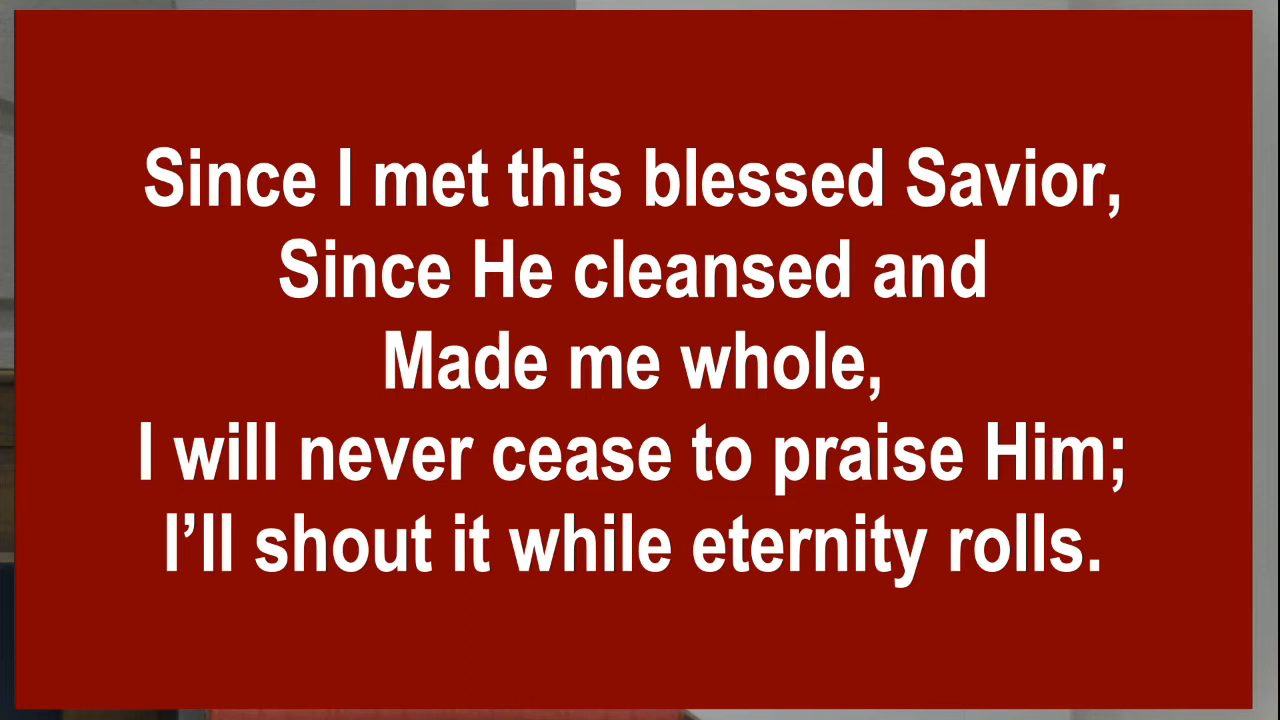 Since I met this blessed Savior,
Since He cleansed and
Made me whole,
I will never cease to praise Him;
I’ll shout it while eternity rolls.